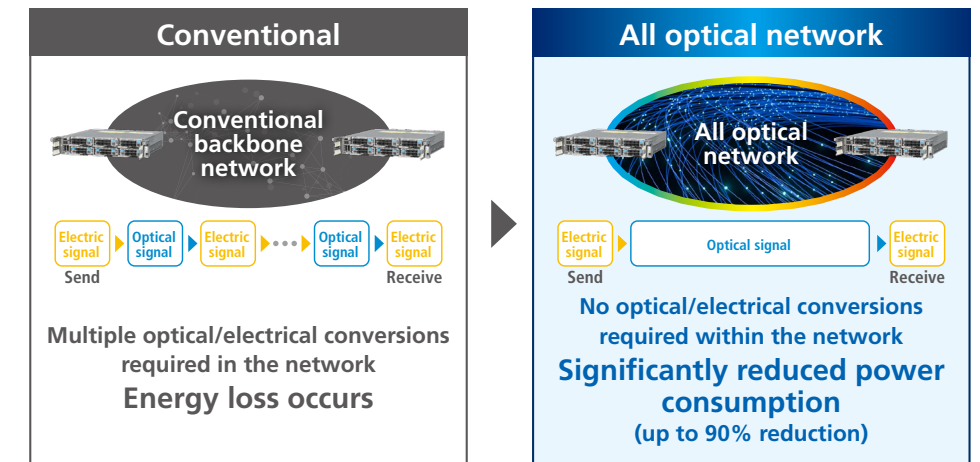 Conventional
Conventional
backbone
network
Electric
signal
Optical
signal
Electric
signal
Optical
signal
Electric
signal
Send
Receive
Multiple optical/electrical conversions
required in the network
Energy loss occurs
All optical network
All optical
network
Electric
signal
Optical signal
Electric
signal
Send
Receive
No optical/electrical conversions
required within the network
Significantly reduced power
consumption
(up to 90% reduction)